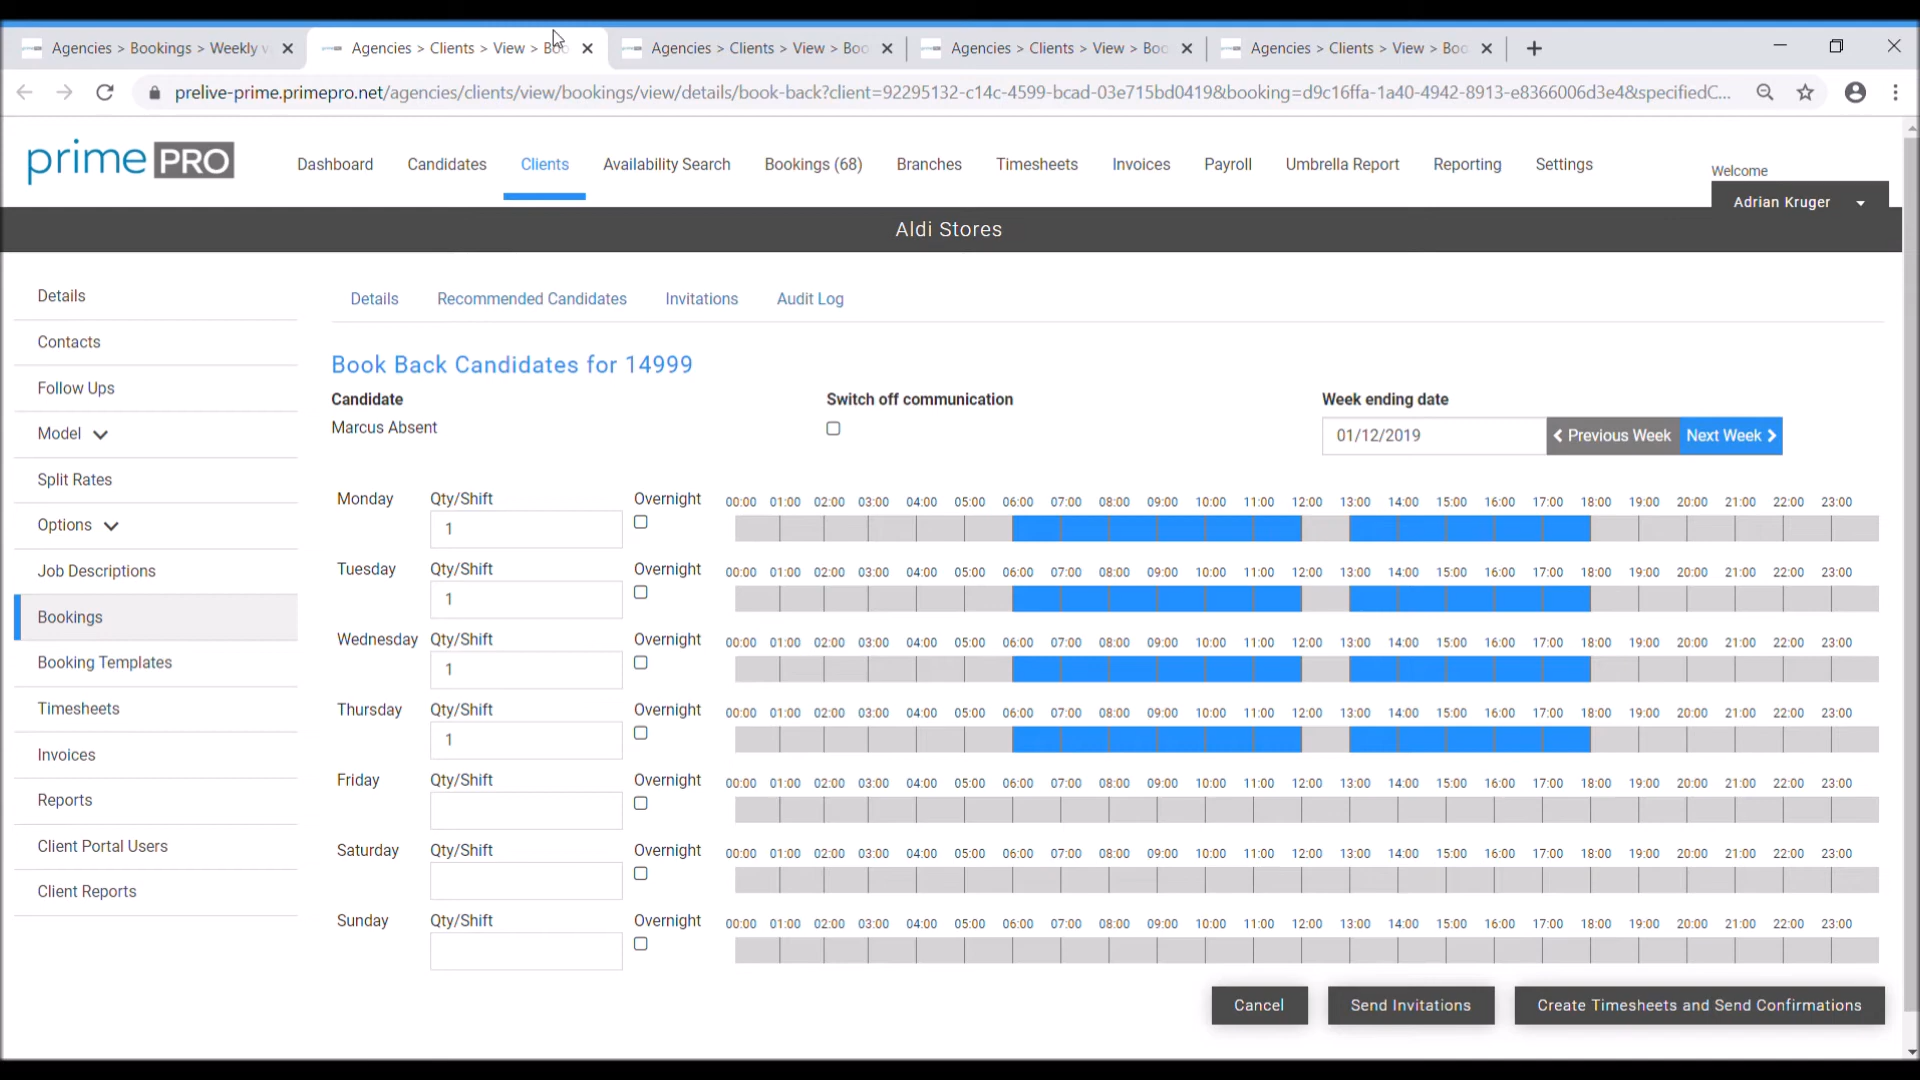 Agencies > Bookings > Weekly v
Agencies > Clients > View > Boo
Agencies > Clients > View > Boo
Agencies > Clients > View > Boo
Agencies > Clients > View > Boo
prelive-prime.primepro.net/agencies/clients/view/bookings/view/details/book-back?client=92295132-c14c-4599-bcad-03e715bd0419&booking=d9c16ffa-1a40-4942-8913-e8366006d3e4&specifiedC...
prime PRO
Dashboard Candidates Clients Availability Search Bookings (68) Branches Timesheets Invoices Payroll Umbrella Report Reporting Settings
Welcome
Adrian Kruger
Aldi Stores
Details
Contacts
Follow Ups
Model
Split Rates
Options
Job Descriptions
Bookings
Booking Templates
Timesheets
Invoices
Reports
Client Portal Users
Client Reports
Details Recommended Candidates Invitations Audit Log
Book Back Candidates for 14999
Candidate Switch off communication Week ending date
Marcus Absent
01/12/2019 Previous Week Next Week
Monday Qty/Shift Overnight 00:00 01:00 02:00 03:00 04:00 05:00 06:00 07:00 08:00 09:00 10:00 11:00 12:00 13:00 14:00 15:00 16:00 17:00 18:00 19:00 20:00 21:00 22:00 23:00
1
Tuesday Qty/Shift Overnight 00:00 01:00 02:00 03:00 04:00 05:00 06:00 07:00 08:00 09:00 10:00 11:00 12:00 13:00 14:00 15:00 16:00 17:00 18:00 19:00 20:00 21:00 22:00 23:00
1
Wednesday Qty/Shift Overnight 00:00 01:00 02:00 03:00 04:00 05:00 06:00 07:00 08:00 09:00 10:00 11:00 12:00 13:00 14:00 15:00 16:00 17:00 18:00 19:00 20:00 21:00 22:00 23:00
1
Thursday Qty/Shift Overnight 00:00 01:00 02:00 03:00 04:00 05:00 06:00 07:00 08:00 09:00 10:00 11:00 12:00 13:00 14:00 15:00 16:00 17:00 18:00 19:00 20:00 21:00 22:00 23:00
1
Friday Qty/Shift Overnight 00:00 01:00 02:00 03:00 04:00 05:00 06:00 07:00 08:00 09:00 10:00 11:00 12:00 13:00 14:00 15:00 16:00 17:00 18:00 19:00 20:00 21:00 22:00 23:00
Saturday Qty/Shift Overnight 00:00 01:00 02:00 03:00 04:00 05:00 06:00 07:00 08:00 09:00 10:00 11:00 12:00 13:00 14:00 15:00 16:00 17:00 18:00 19:00 20:00 21:00 22:00 23:00
Sunday Qty/Shift Overnight 00:00 01:00 02:00 03:00 04:00 05:00 06:00 07:00 08:00 09:00 10:00 11:00 12:00 13:00 14:00 15:00 16:00 17:00 18:00 19:00 20:00 21:00 22:00 23:00
Cancel Send Invitations Create Timesheets and Send Confirmations